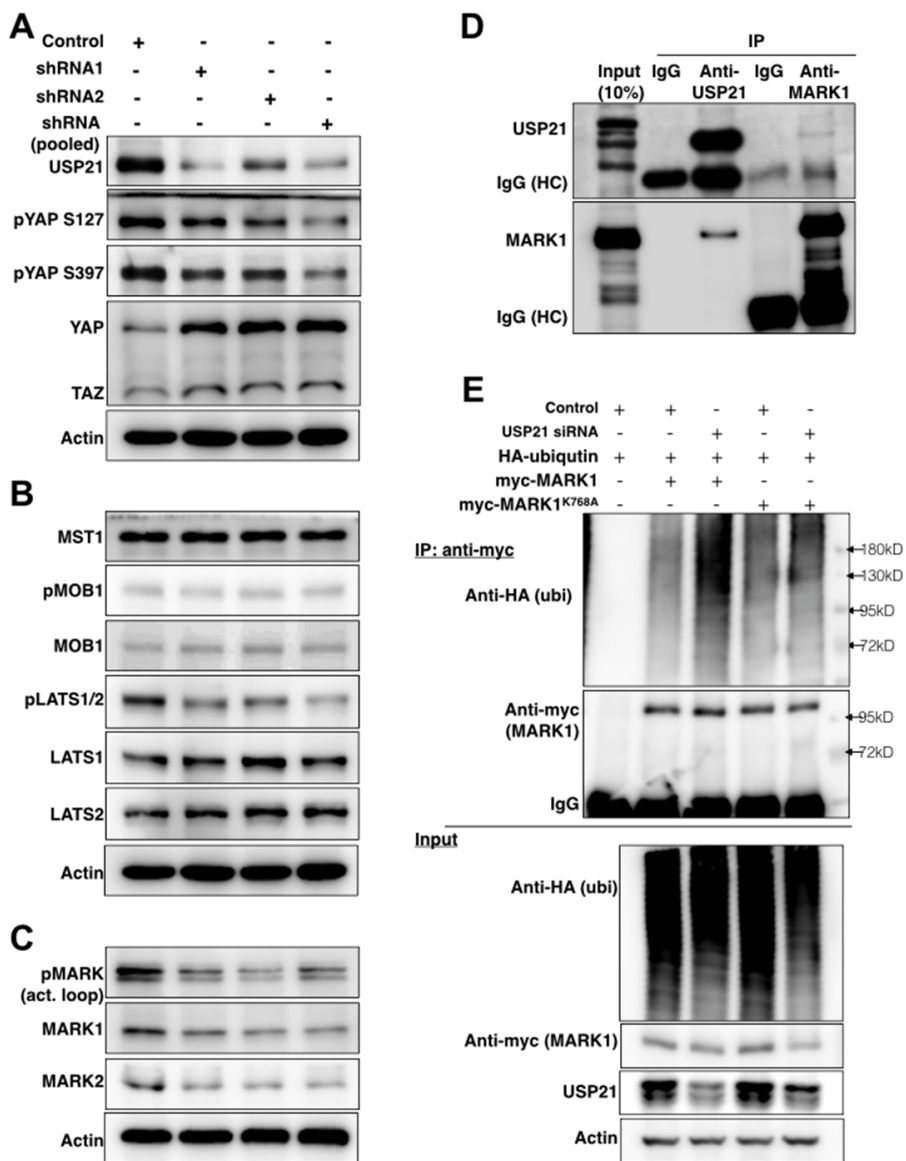 A
Control + - - -
shRNA1 - + - -
shRNA2 - - + -
shRNA - - - +
(pooled)
USP21
pYAP S127
pYAP S397
YAP
TAZ
Actin
B
MST1
pMOB1
MOB1
pLATS1/2
LATS1
LATS2
Actin
C
pMARK
(act. loop)
MARK1
MARK2
Actin
D
IP
Input IgG Anti- IgG Anti-
(10%) USP21 MARK1
USP21
IgG (HC)
MARK1
IgG (HC)
E
Control + + - + -
USP21 siRNA - - + - +
HA-ubiqutin + + + + +
myc-MARK1 - + + - -
myc-MARK1K768A - - - + +
IP: anti-myc
180kD
130kD
Anti-HA (ubi)
95kD
72kD
Anti-myc
(MARK1)
95kD
72kD
IgG
Input
Anti-HA (ubi)
Anti-myc (MARK1)
USP21
Actin